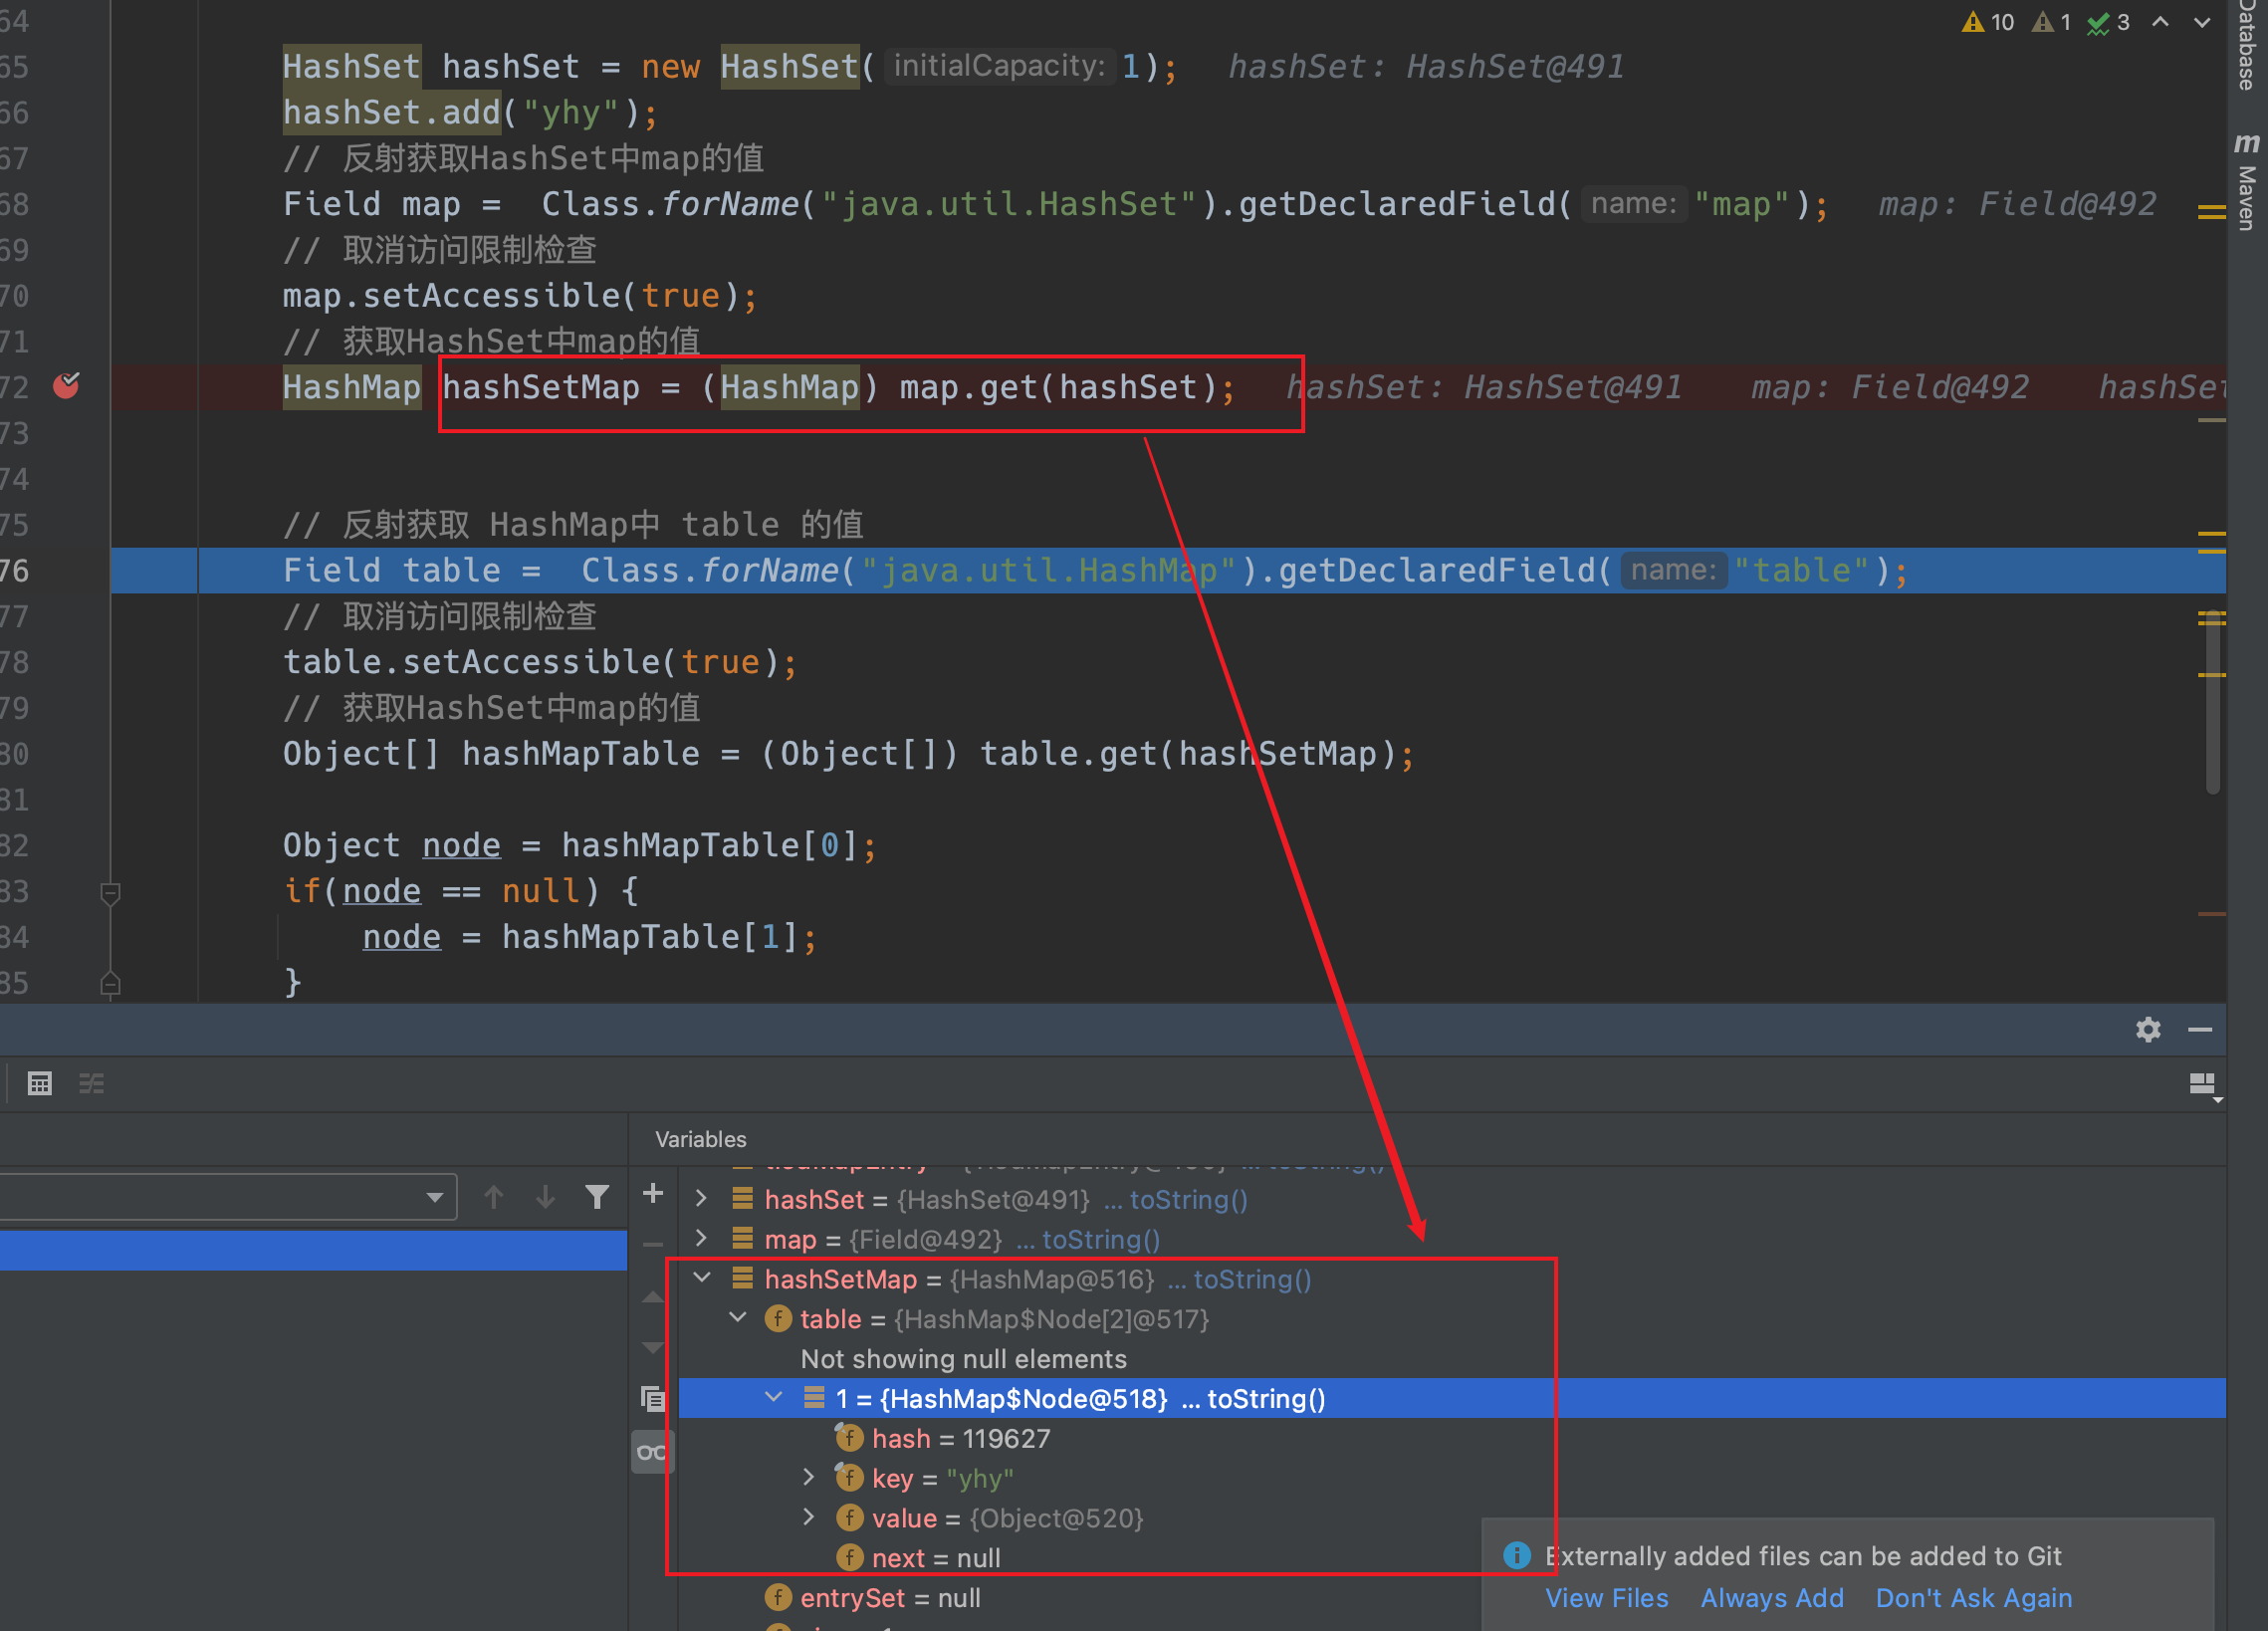 64
10 1 3
65 HashSet hashSet = new HashSet( initialCapacity: 1); hashSet: HashSet@491
66 hashSet.add("yhy");
67 // 反射获取HashSet中map的值
68 Field map =  Class.forName("java.util.HashSet").getDeclaredField( name: "map"); map: Field@492
69 // 取消访问限制检查
70 map.setAccessible(true);
71 // 获取HashSet中map的值
72 HashMap hashSetMap = (HashMap) map.get(hashSet); hashSet: HashSet@491 map: Field@492 hashSet
73
74
75 // 反射获取 HashMap中 table 的值
76 Field table =  Class.forName("java.util.HashMap").getDeclaredField( name: "table");
77 // 取消访问限制检查
78 table.setAccessible(true);
79 // 获取HashSet中map的值
80 Object[] hashMapTable = (Object[]) table.get(hashSetMap);
81
82 Object node = hashMapTable[0];
83 if(node == null) {
84 node = hashMapTable[1];
85 }
Database
m Maven
Variables
hashSet = {HashSet@491} ... toString()
map = {Field@492} ... toString()
hashSetMap = {HashMap@516} ... toString()
table = {HashMap$Node[2]@517}
Not showing null elements
1 = {HashMap$Node@518} ... toString()
hash = 119627
key = "yhy"
value = {Object@520}
next = null
entrySet = null
Externally added files can be added to Git
View Files Always Add Don't Ask Again